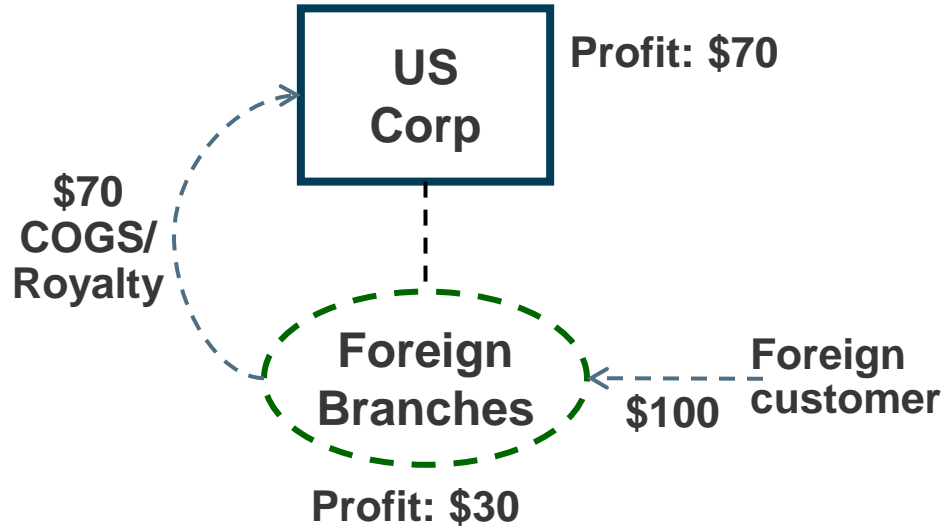 US
Corp
Profit: $70
$70
COGS/
Royalty
Foreign
Branches
$100
Foreign
customer
Profit: $30